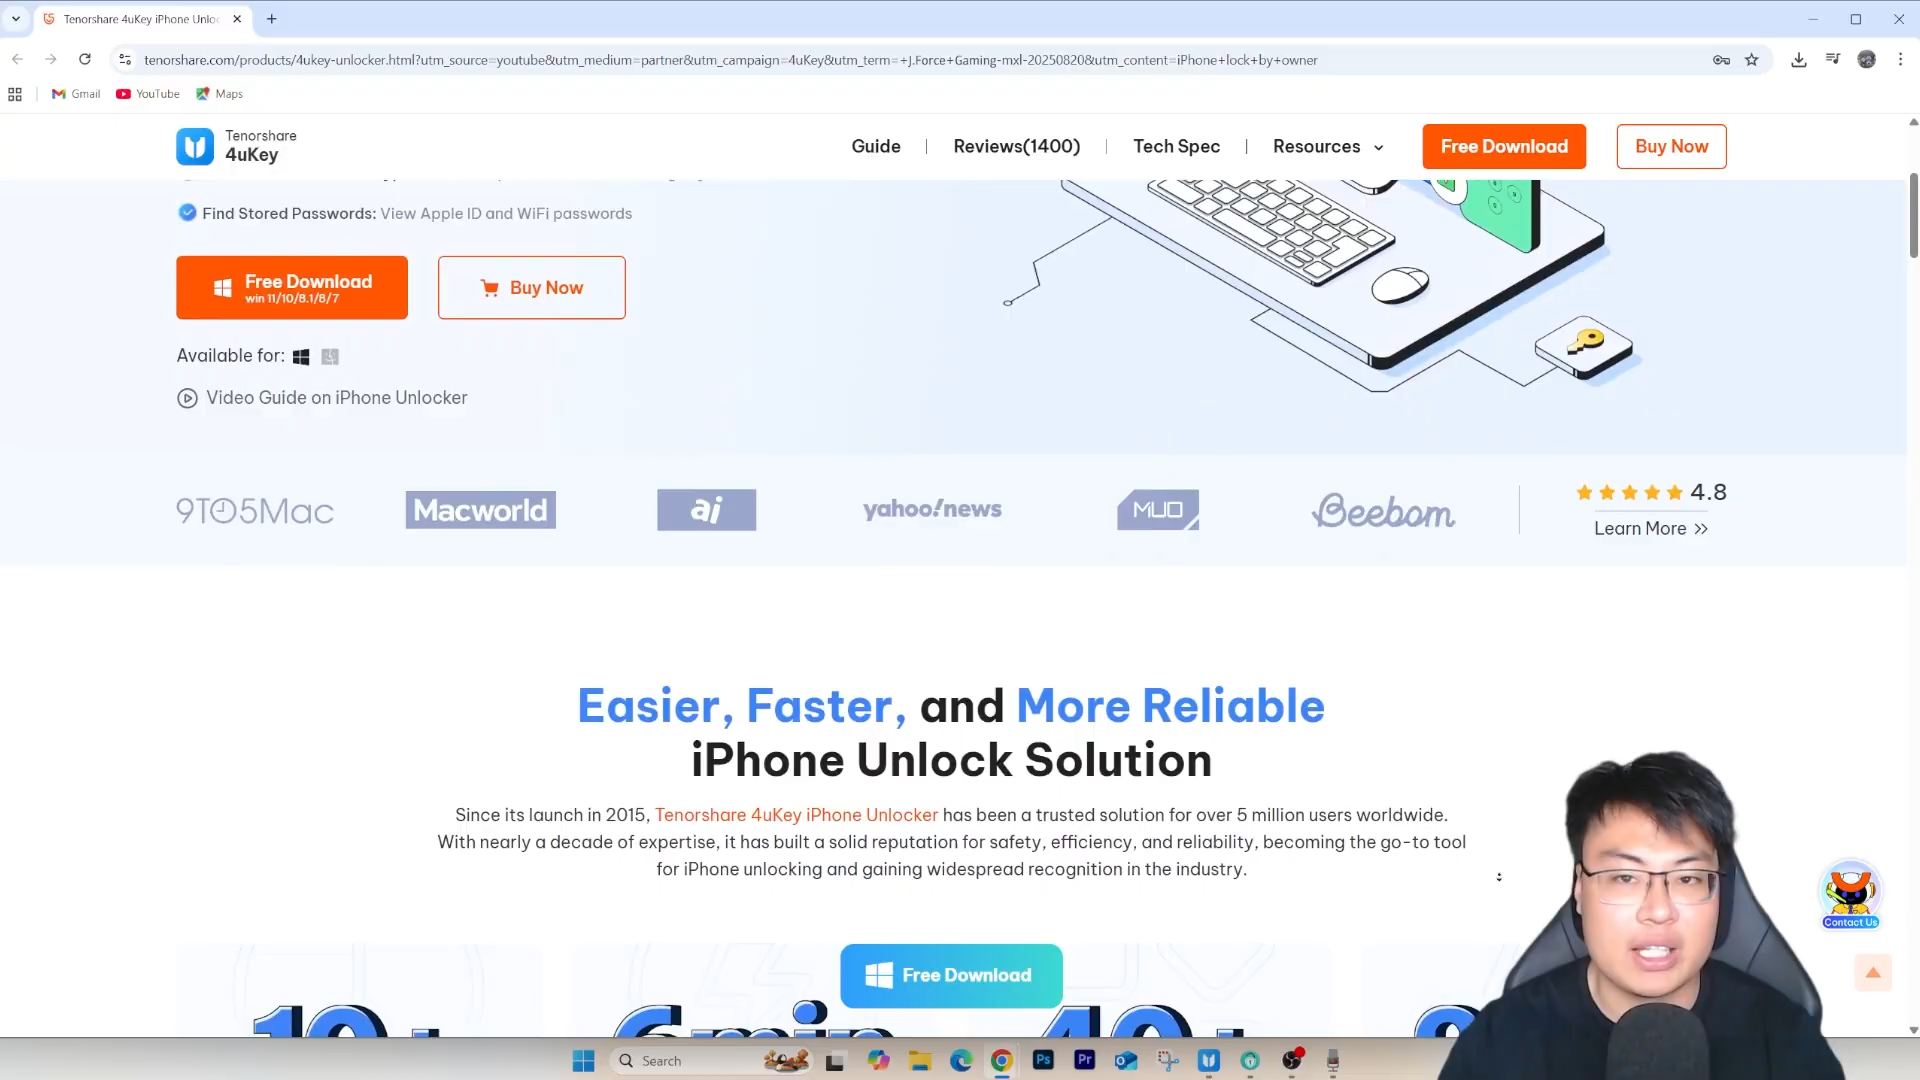 Tenorshare 4uKey iPhone Unlo
tenorshare.com/products/4ukey-unlocker.html?utm_source=youtube&utm_medium=partner&utm_campaign=4uKey&utm_term=+J.Force+Gaming-mxl-20250820&utm_content=iPhone+lock+by+owner
Gmail
YouTube
Maps
Tenorshare
4uKey
Guide
Reviews(1400)
Tech Spec
Resources
Free Download
Buy Now
Find Stored Passwords: View Apple ID and WiFi passwords
Free Download
win 11/10/8.1/8/7
Buy Now
Available for:
Video Guide on iPhone Unlocker
9TO5Mac
Macworld
ai
yahoo!news
MUO
Beebom
4.8
Learn More >>
Easier, Faster, and More Reliable
iPhone Unlock Solution
Since its launch in 2015, Tenorshare 4uKey iPhone Unlocker has been a trusted solution for over 5 million users worldwide.
With nearly a decade of expertise, it has built a solid reputation for safety, efficiency, and reliability, becoming the go-to tool
for iPhone unlocking and gaining widespread recognition in the industry.
Contact Us
Free Download
Search
Ps
Pr